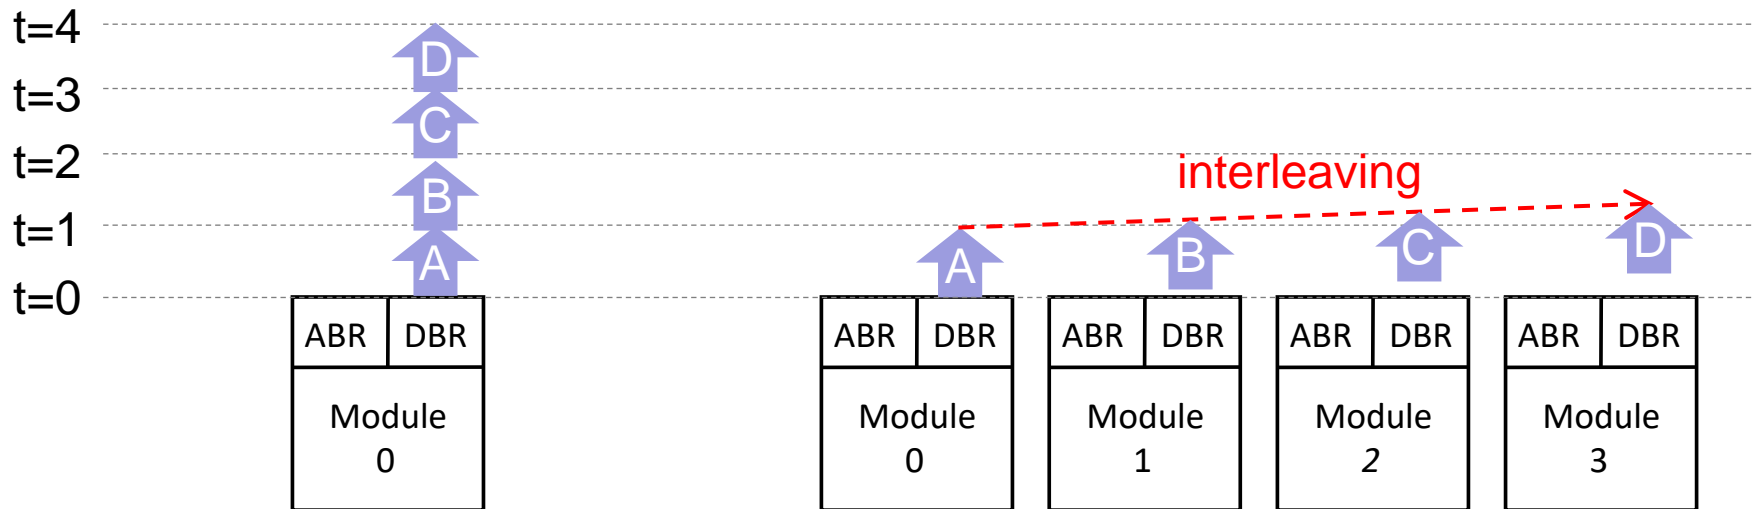 t=4
D
t=3
C
t=2
interleaving
B
t=1
A
A
B
C
D
t=0
ABR DBR
ABR DBR
ABR DBR
ABR DBR
ABR DBR
Module
0
Module
0
Module
1
Module
2
Module
3